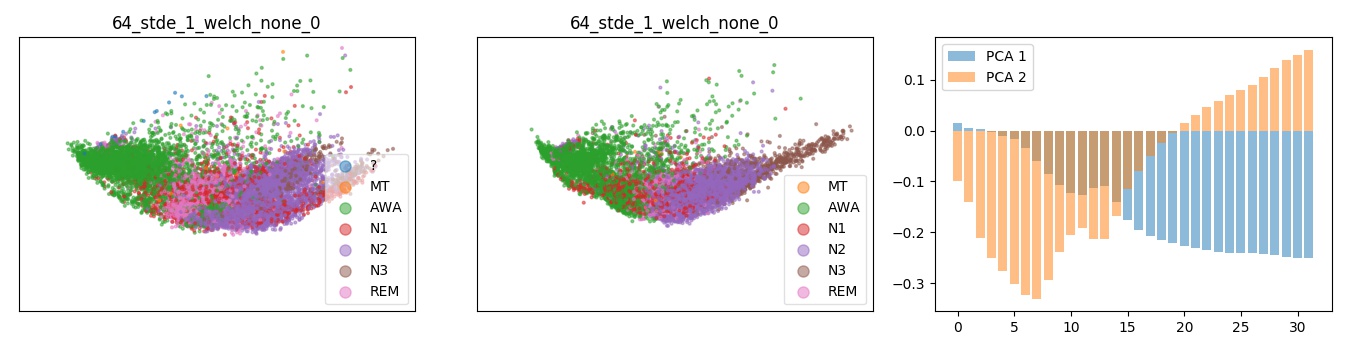 64_stde_1_welch_none_0
?
MT
AWA
N1
N2
N3
REM
64_stde_1_welch_none_0
MT
AWA
N1
N2
N3
REM
PCA 1
PCA 2
0.1
0.0
−0.1
−0.2
−0.3
0 5 10 15 20 25 30